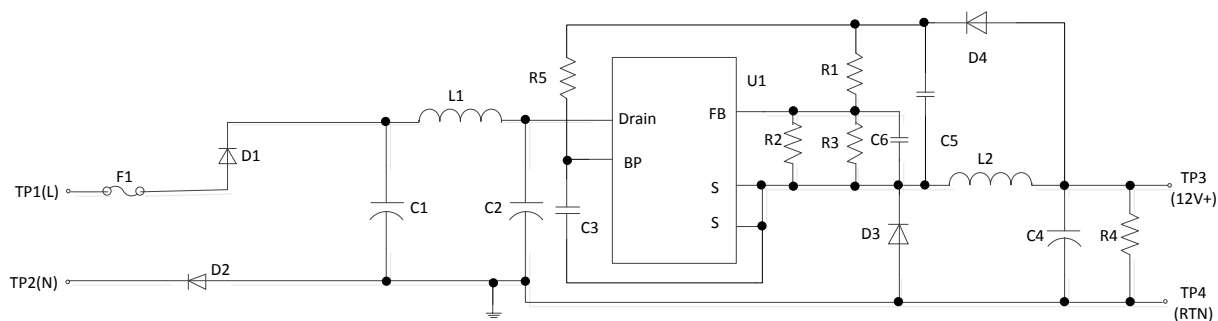 D4
R5
U1
R1
L1
Drain
FB
R2
R3
C6
C5
D1
BP
L2
TP1(L)
F1
TP3
(12V+)
S
C1
C2
C3
S
D3
C4
R4
TP2(N)
D2
TP4
(RTN)